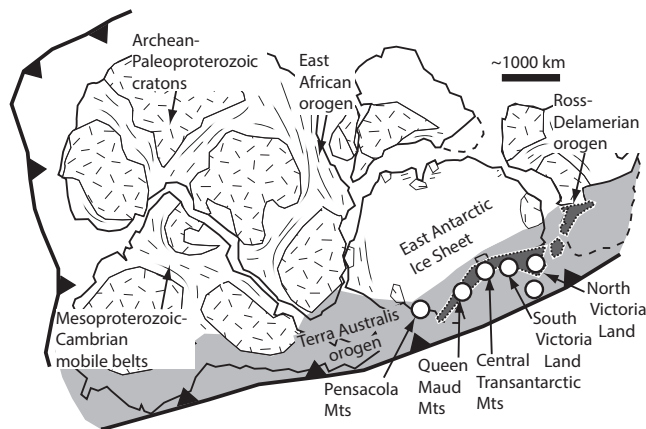 Archean-
Paleoproterozoic
cratons
East
African
orogen
~1000 km
Ross-
Delamerian
orogen
East Antarctic
Ice Sheet
Mesoproterozoic-
Cambrian
mobile belts
Terra Australis
orogen
Pensacola
Mts
Queen
Maud
Mts
Central
Transantarctic
Mts
South
Victoria
Land
North
Victoria
Land